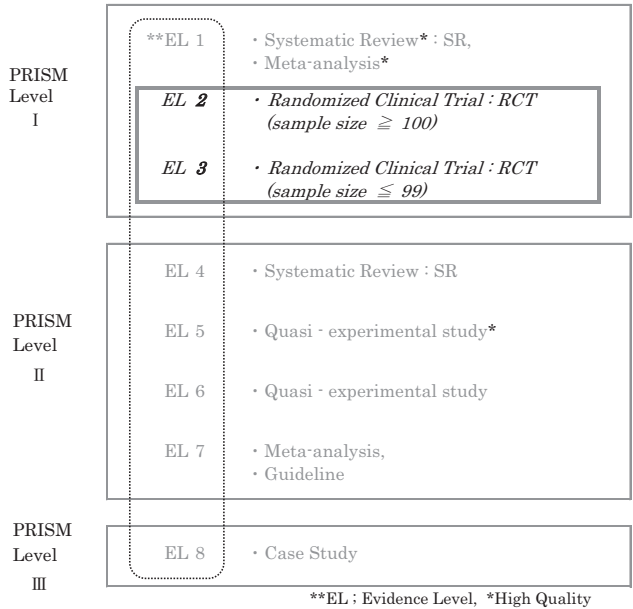 PRISM
Level
Ⅰ
**EL 1 ・Systematic Review*：SR,
・Meta-analysis*
EL 2 ・Randomized Clinical Trial：RCT
(sample size ≧ 100)
EL 3 ・Randomized Clinical Trial：RCT
(sample size ≦ 99)
PRISM
Level
Ⅱ
EL 4 ・Systematic Review：SR
EL 5 ・Quasi - experimental study*
EL 6 ・Quasi - experimental study
EL 7 ・Meta-analysis,
・Guideline
PRISM
Level
Ⅲ
EL 8 ・Case Study
**EL ; Evidence Level, *High Quality